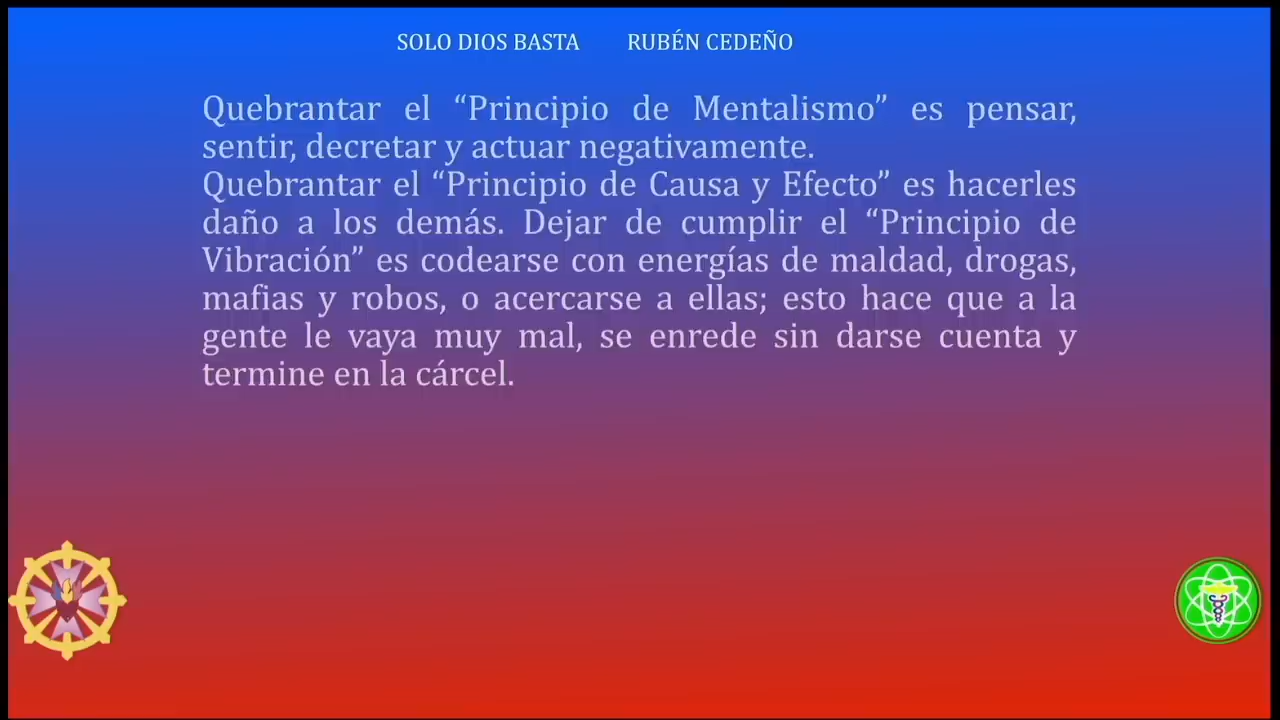 SOLO DIOS BASTA RUBÉN CEDEÑO
Quebrantar el “Principio de Mentalismo” es pensar,
sentir, decretar y actuar negativamente.
Quebrantar el “Principio de Causa y Efecto” es hacerles
daño a los demás. Dejar de cumplir el “Principio de
Vibración” es codearse con energías de maldad, drogas,
mafias y robos, o acercarse a ellas; esto hace que a la
gente le vaya muy mal, se enrede sin darse cuenta y
termine en la cárcel.